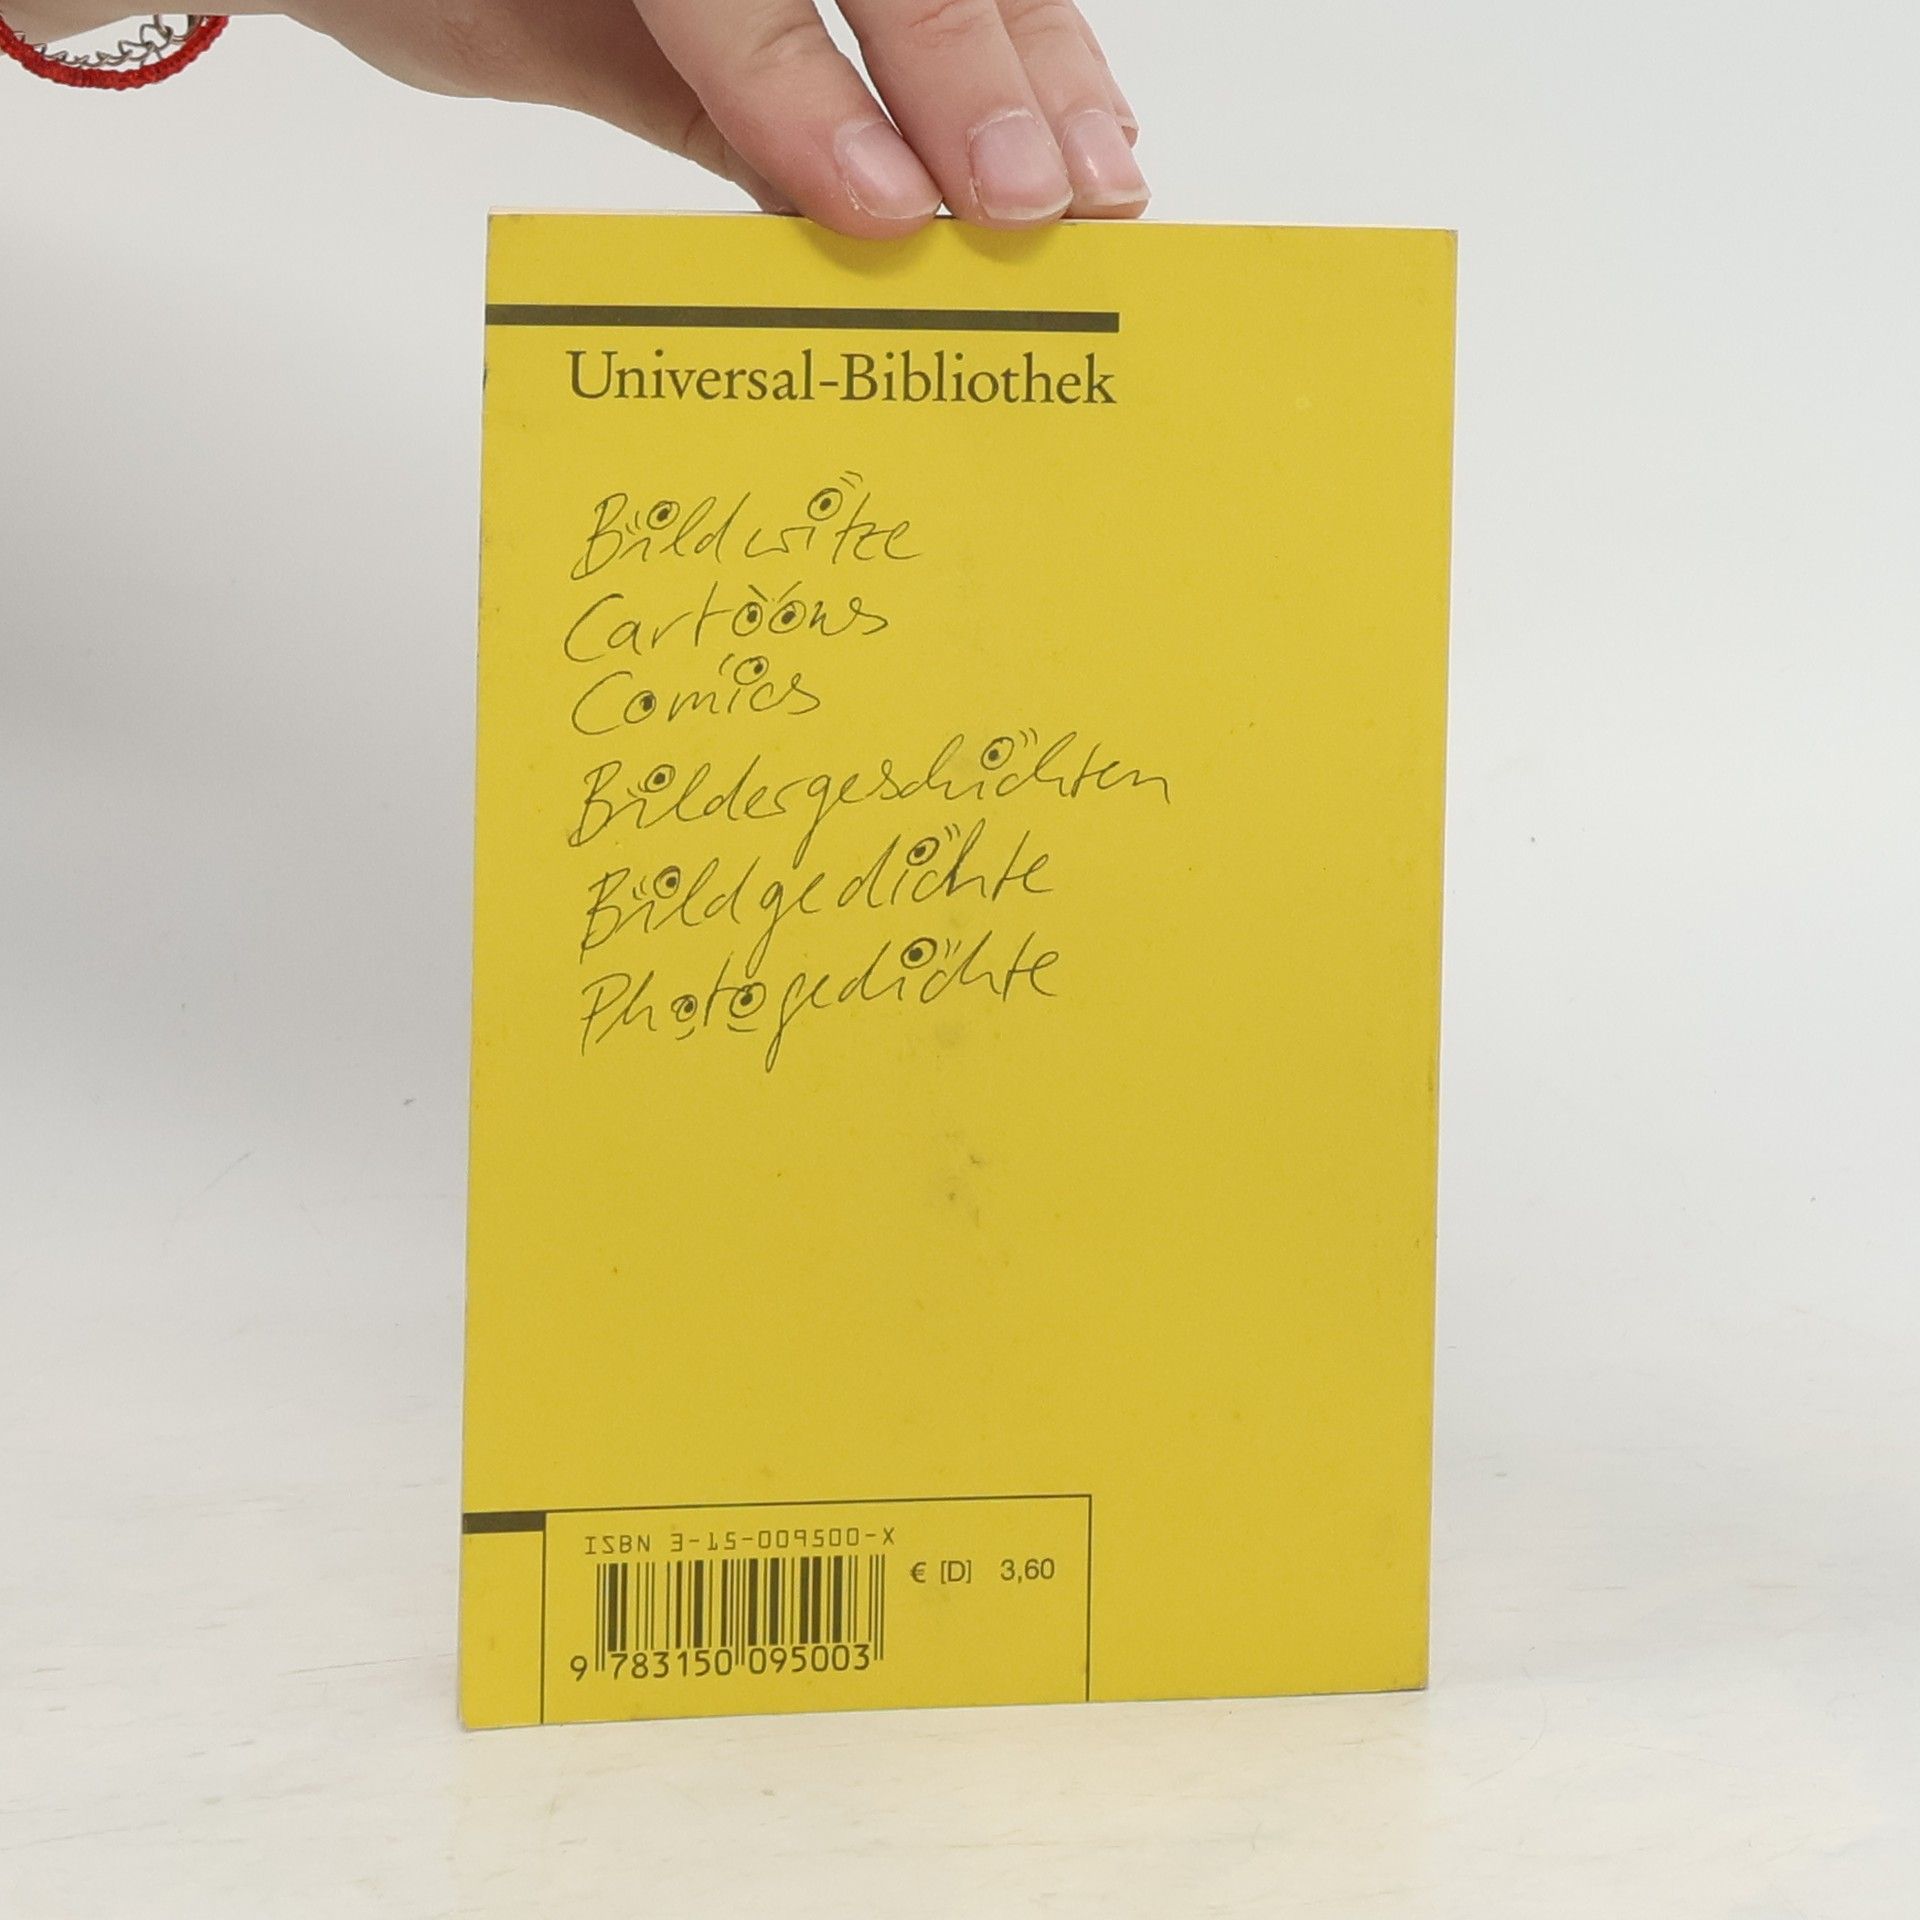 Universal-Bibliothek
Bildwitze
Cartoons
Comics
Bildergeschichten
Bildgedichte
Photogedichte
ISBN 3-15-009500-X
€ [D] 3,60
9 783150 095003